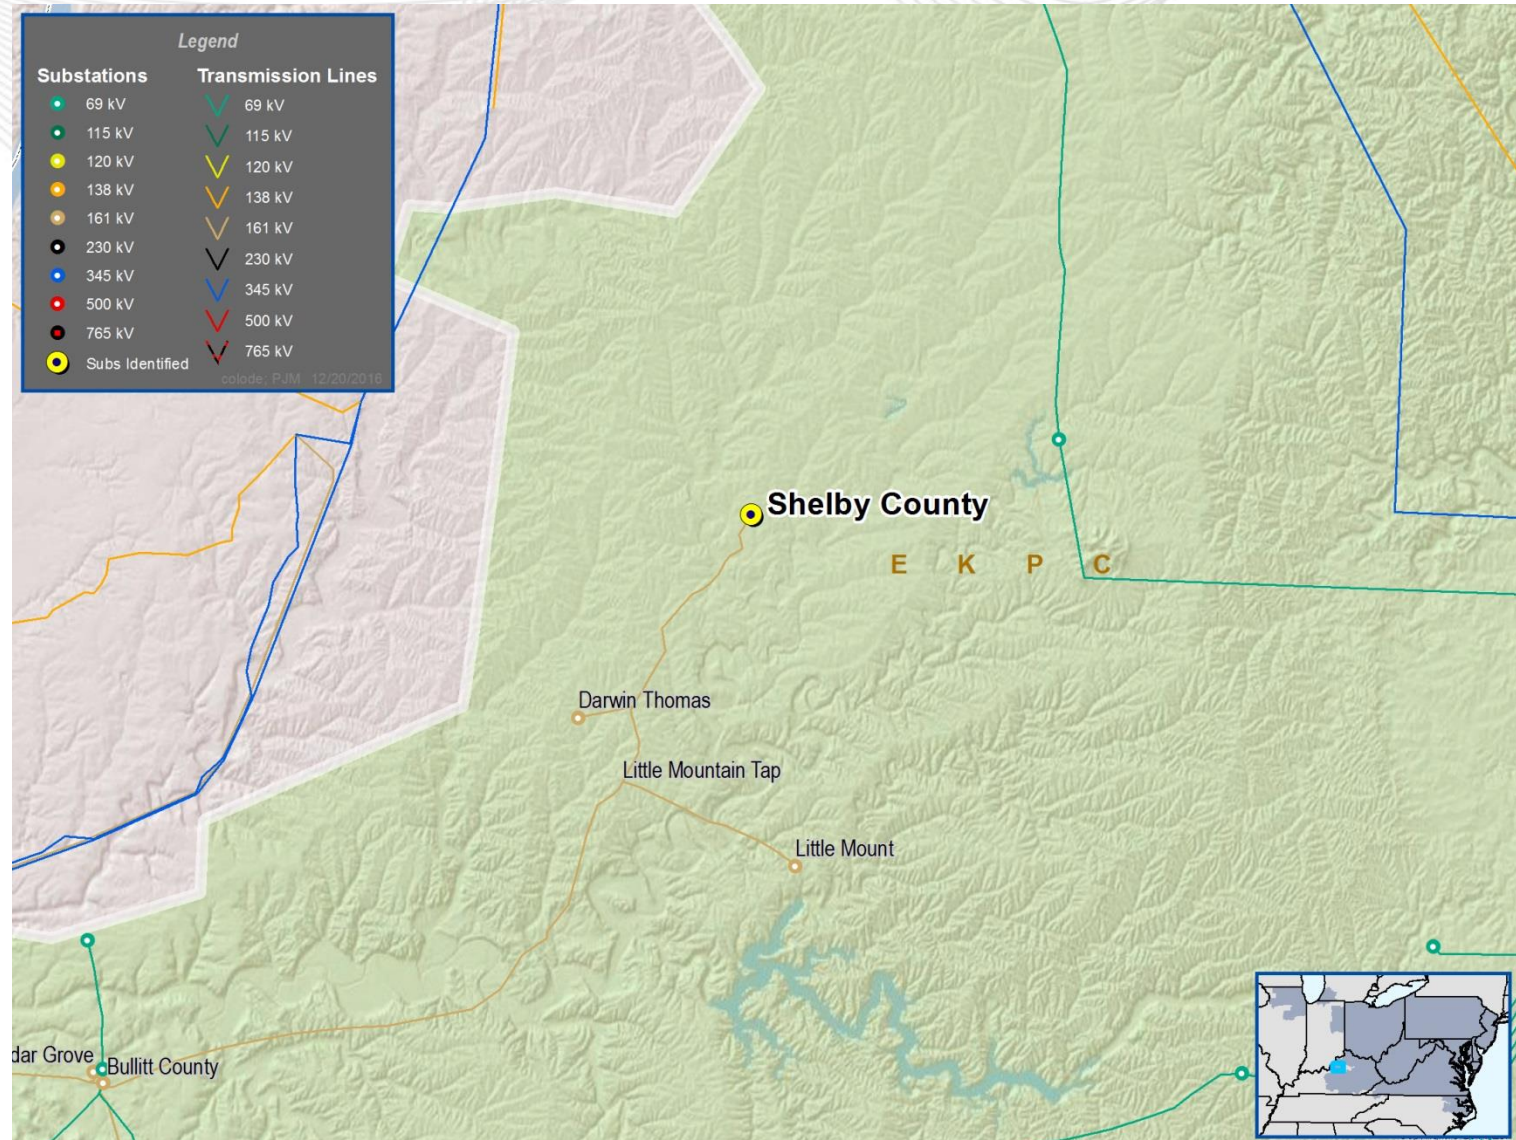 Legend
Substations
69 kV
115 kV
120 kV
138 kV
161 kV
230 kV
345 kV
500 kV
765 kV
Subs Identified
Transmission Lines
69 kV
115 kV
120 kV
138 kV
161 kV
230 kV
345 kV
500 kV
765 kV
colode; PJM 12/20/2016
Shelby County
E K P C
Darwin Thomas
Little Mountain Tap
Little Mount
dar Grove
Bullitt County